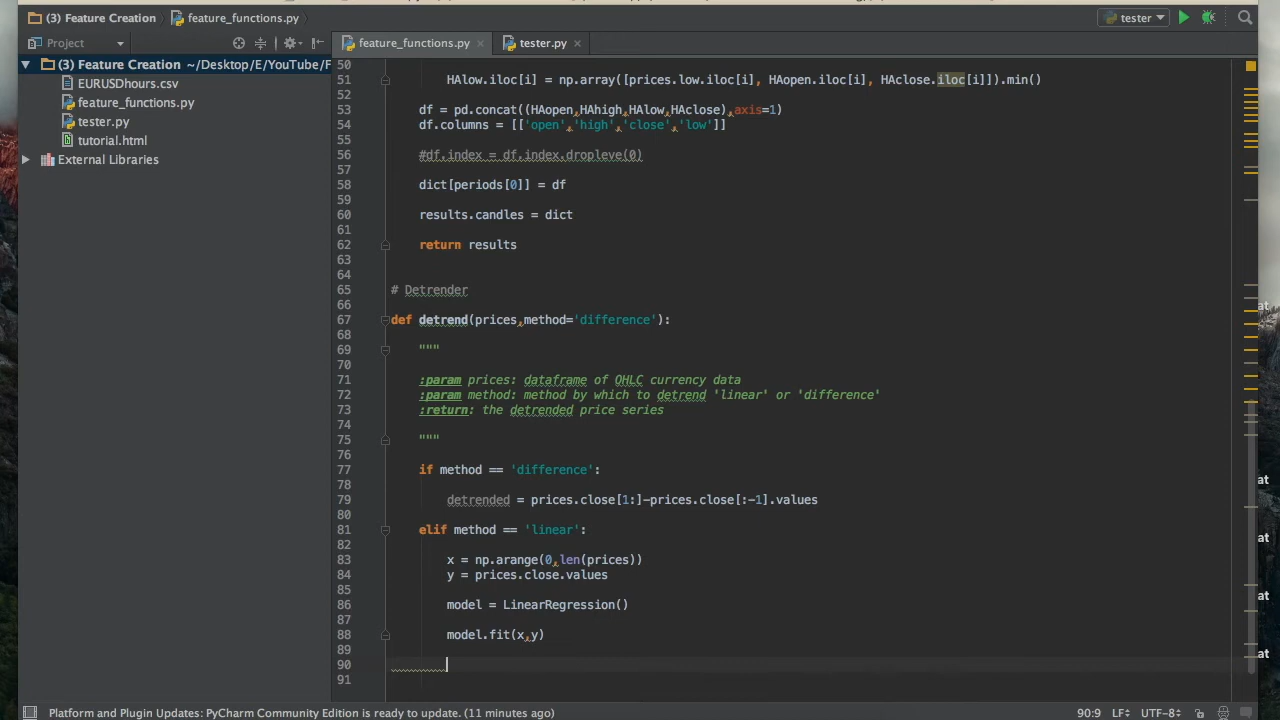 (3) Feature Creation feature_functions.py tester
Project feature_functions.py tester.py
(3) Feature Creation ~/Desktop/E/YouTube/F
EURUSDhours.csv
feature_functions.py
tester.py
tutorial.html
External Libraries
50
51 HAlow.iloc[i] = np.array([prices.low.iloc[i], HAopen.iloc[i], HAclose.iloc[i]]).min()
52
53 df = pd.concat((HAopen,HAhigh,HAlow,HAclose),axis=1)
54 df.columns = [['open','high','close','low']]
55
56 #df.index = df.index.dropleve(0)
57
58 dict[periods[0]] = df
59
60 results.candles = dict
61
62 return results
63
64
65 # Detrender
66
67 def detrend(prices,method='difference'):
68
69 """
70
71 :param prices: dataframe of OHLC currency data
72 :param method: method by which to detrend 'linear' or 'difference'
73 :return: the detrended price series
74
75 """
76
77 if method == 'difference':
78
79 detrended = prices.close[1:]-prices.close[:-1].values
80
81 elif method == 'linear':
82
83 x = np.arange(0,len(prices))
84 y = prices.close.values
85
86 model = LinearRegression()
87
88 model.fit(x,y)
89
90
91
at
at
at
at
at
Platform and Plugin Updates: PyCharm Community Edition is ready to update. (11 minutes ago) 90:9 LF÷ UTF-8÷